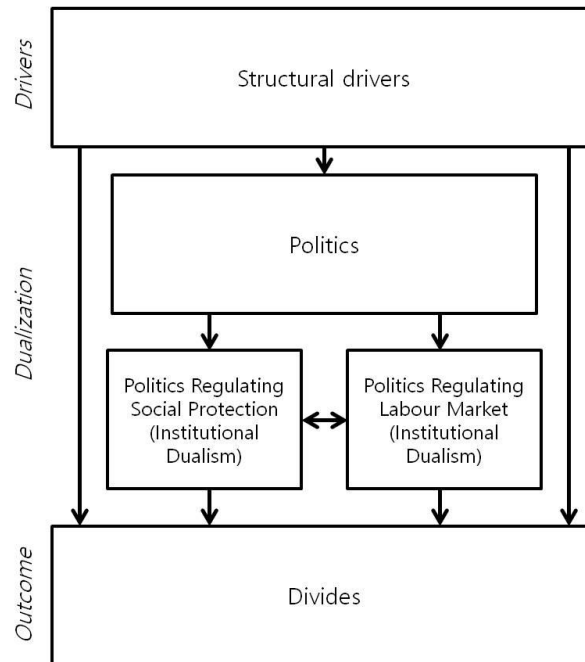 Drivers
Structural drivers
Dualization
Politics
Politics Regulating
Social Protection
(Institutional
Dualism)
Politics Regulating
Labour Market
(Institutional
Dualism)
Outcome
Divides